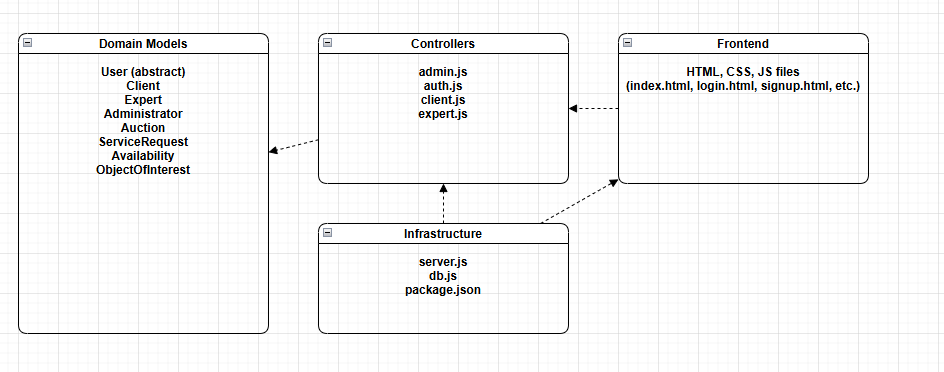 Domain Models
User (abstract)
Client
Expert
Administrator
Auction
ServiceRequest
Availability
ObjectOfInterest
Controllers
admin.js
auth.js
client.js
expert.js
Frontend
HTML, CSS, JS files
(index.html, login.html, signup.html, etc.)
Infrastructure
server.js
db.js
package.json